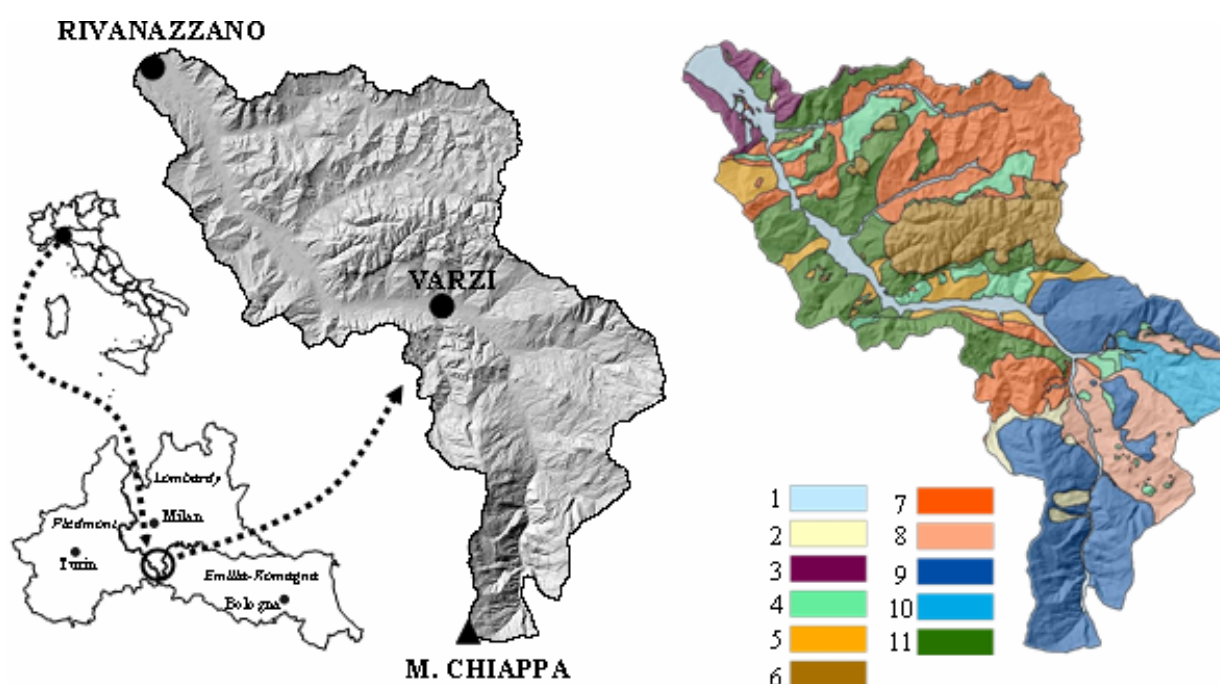 RIVANAZZANO
VARZI
Lombardy
Piedmont
Milan
Turin
Emilia-Romagna
Bologna
M. CHIAPPA
1
2
3
4
5
6
7
8
9
10
11